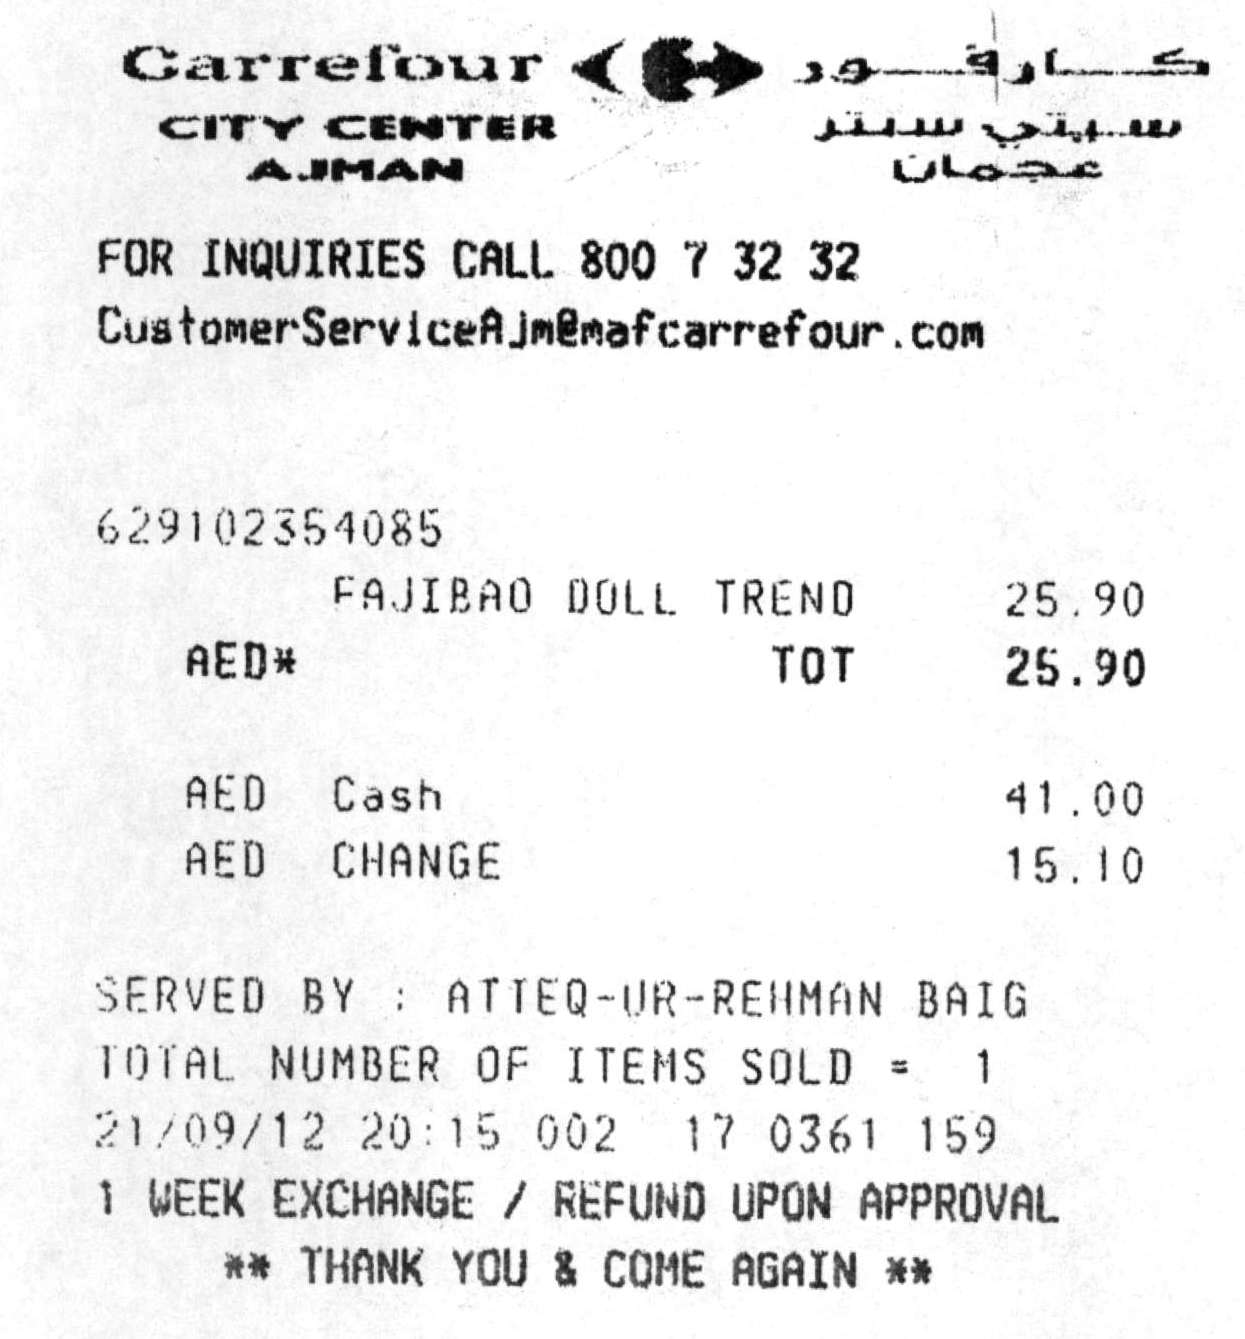 Carrefour كارفور
CITY CENTER سيتي سنتر
AJMAN عجمان
FOR INQUIRIES CALL 800 7 32 32
CustomerServiceAjm@mafcarrefour.com
629102354085
FAJIBAO DOLL TREND 25.90
AED* TOT 25.90
AED Cash 41.00
AED CHANGE 15.10
SERVED BY : ATTEQ-UR-REHMAN BAIG
TOTAL NUMBER OF ITEMS SOLD = 1
21/09/12 20:15 002 17 0361 159
1 WEEK EXCHANGE / REFUND UPON APPROVAL
** THANK YOU & COME AGAIN **